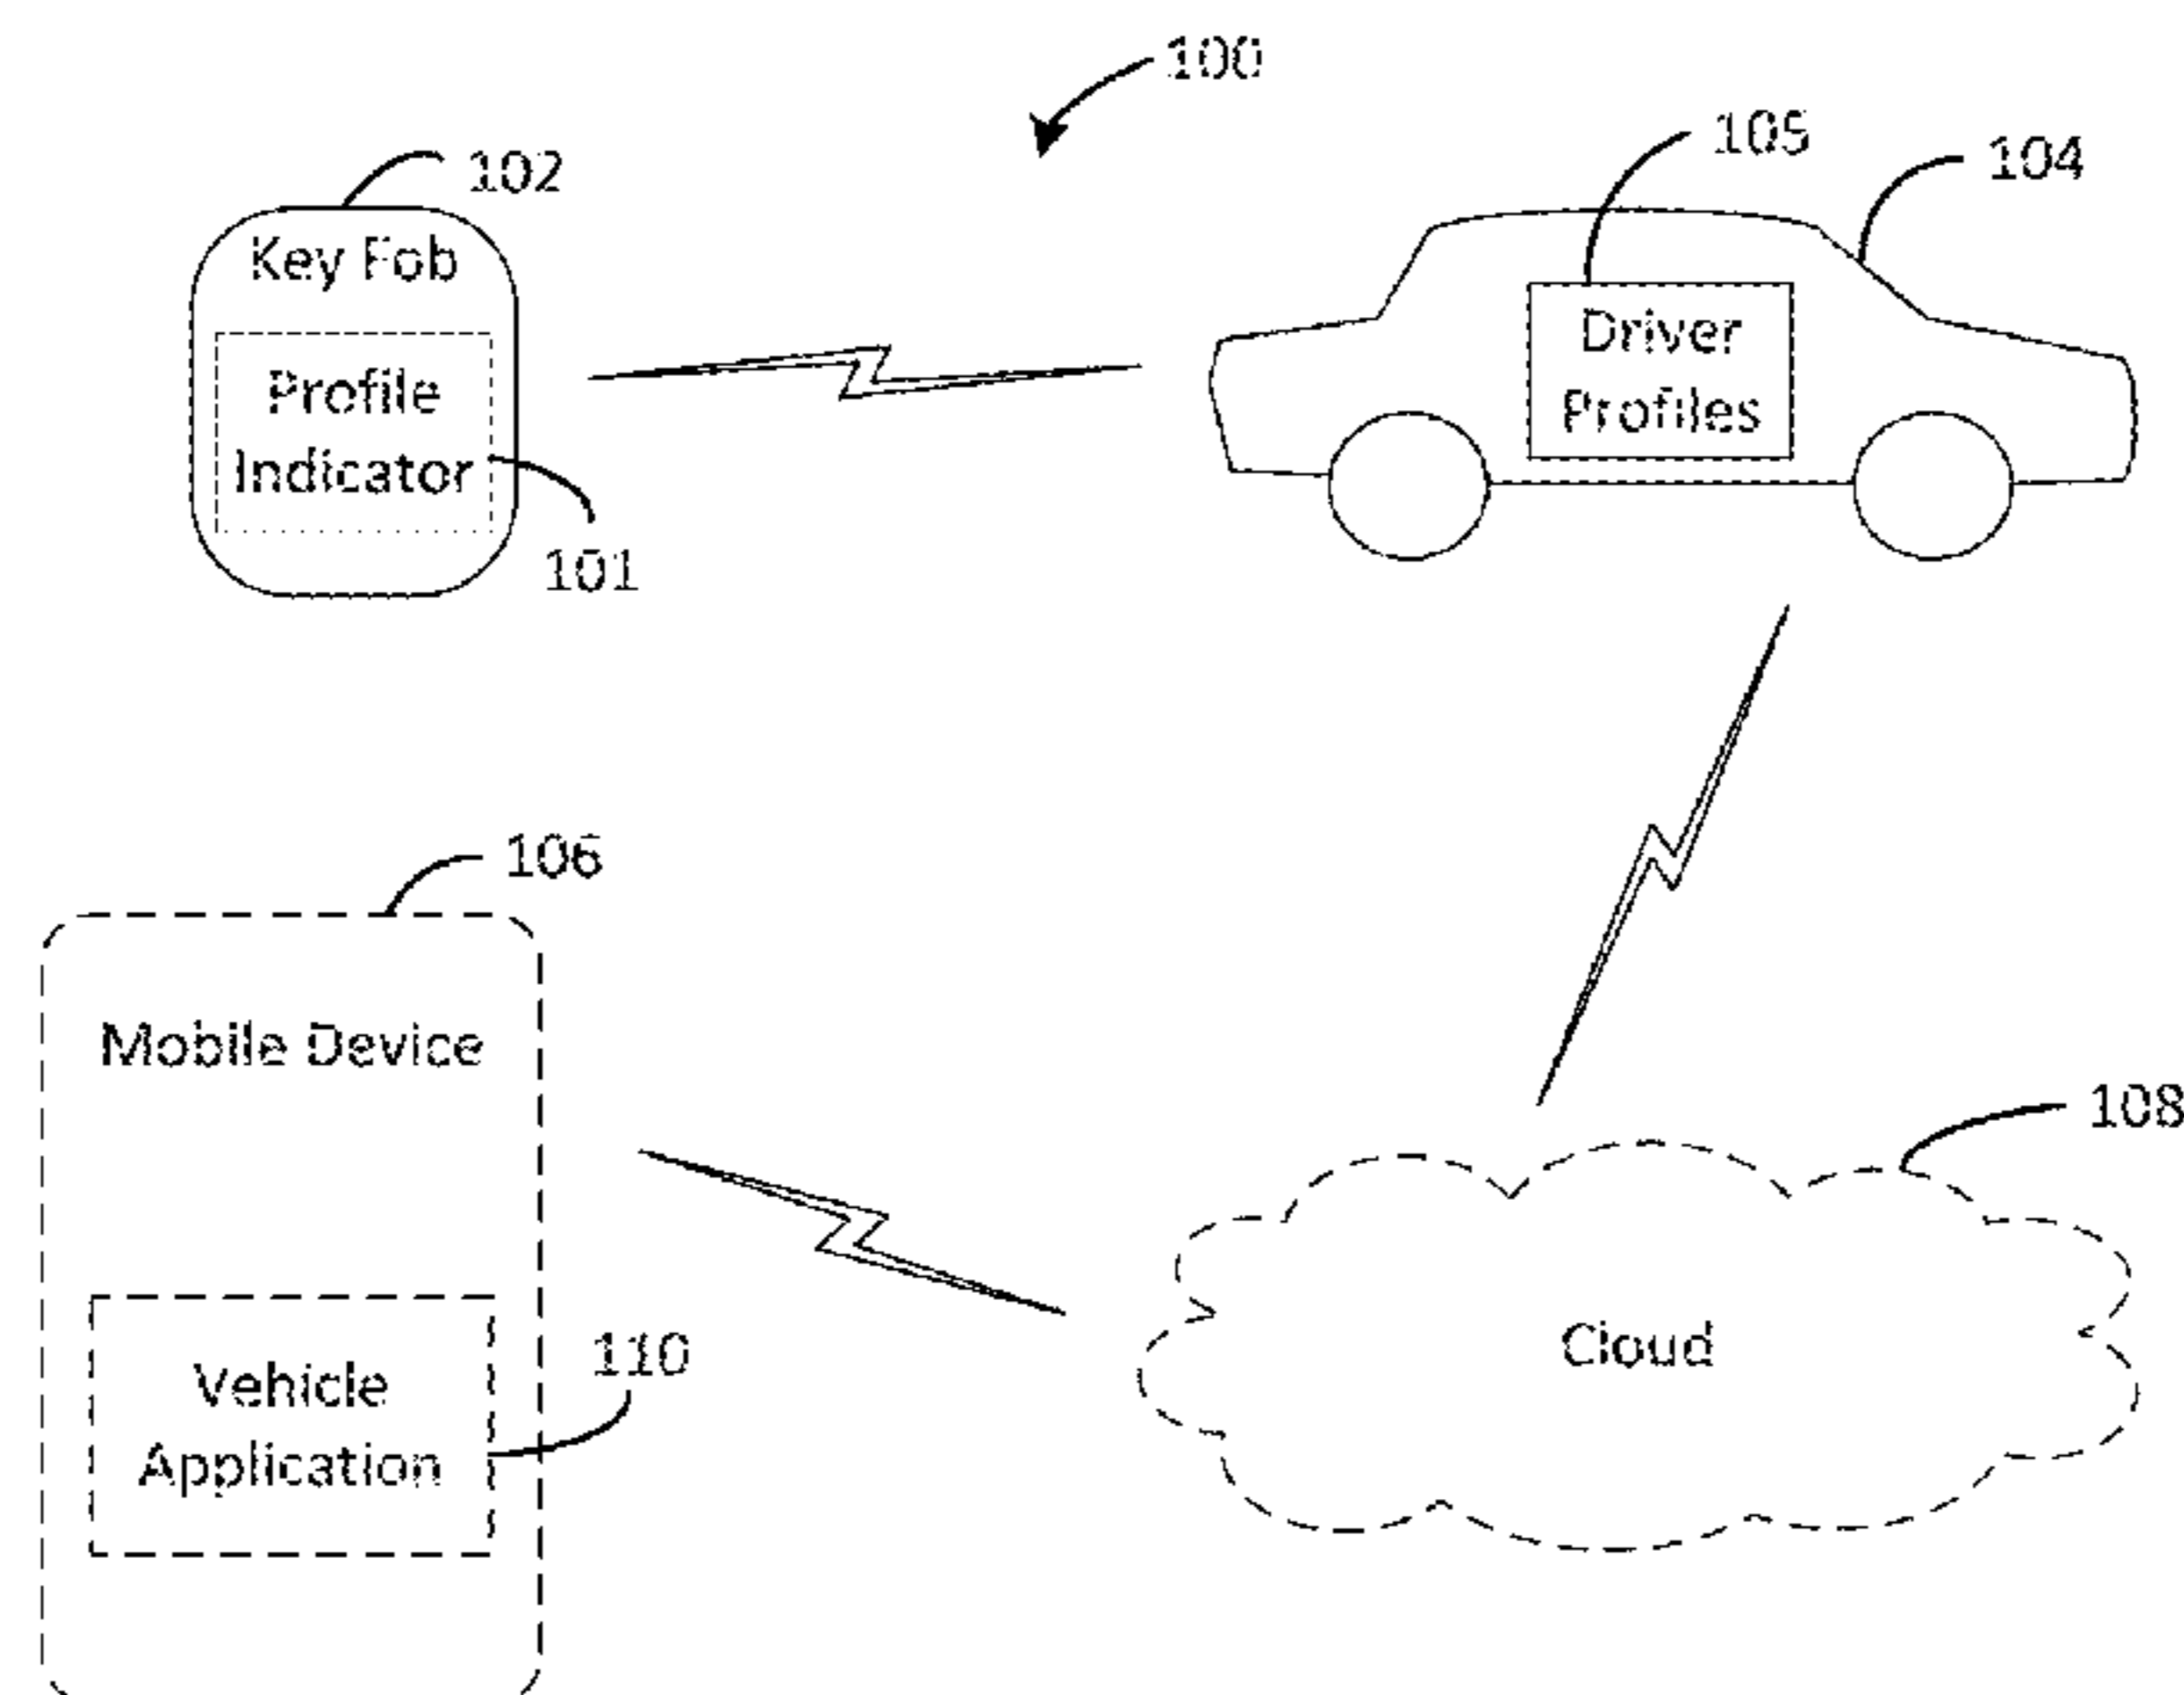 100
102
105
104
Key Fob
Profile
Indicator
101
Driver
Profiles
106
Mobile Device
108
Vehicle
Application
110
Cloud